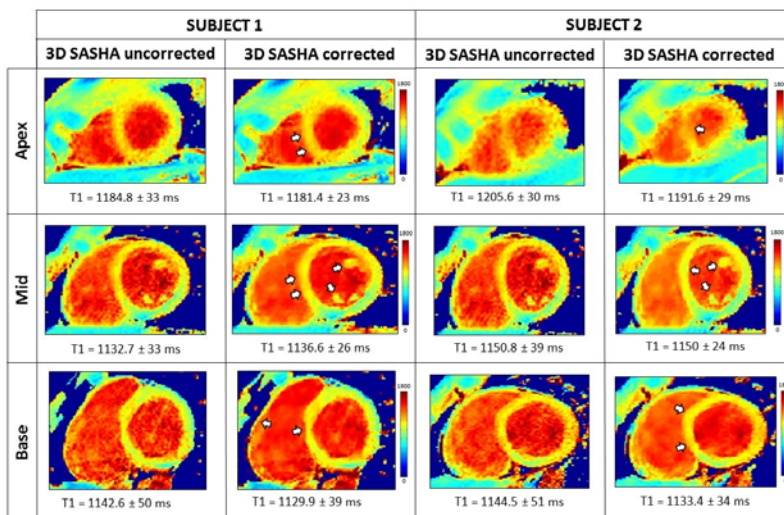 SUBJECT 1
SUBJECT 2
3D SASHA uncorrected
3D SASHA corrected
3D SASHA uncorrected
3D SASHA corrected
Apex
1800
0
1800
0
T1 = 1184.8 ± 33 ms
T1 = 1181.4 ± 23 ms
T1 = 1205.6 ± 30 ms
T1 = 1191.6 ± 29 ms
Mid
1800
0
1800
0
T1 = 1132.7 ± 33 ms
T1 = 1136.6 ± 26 ms
T1 = 1150.8 ± 39 ms
T1 = 1150 ± 24 ms
Base
1800
0
1800
0
T1 = 1142.6 ± 50 ms
T1 = 1129.9 ± 39 ms
T1 = 1144.5 ± 51 ms
T1 = 1133.4 ± 34 ms